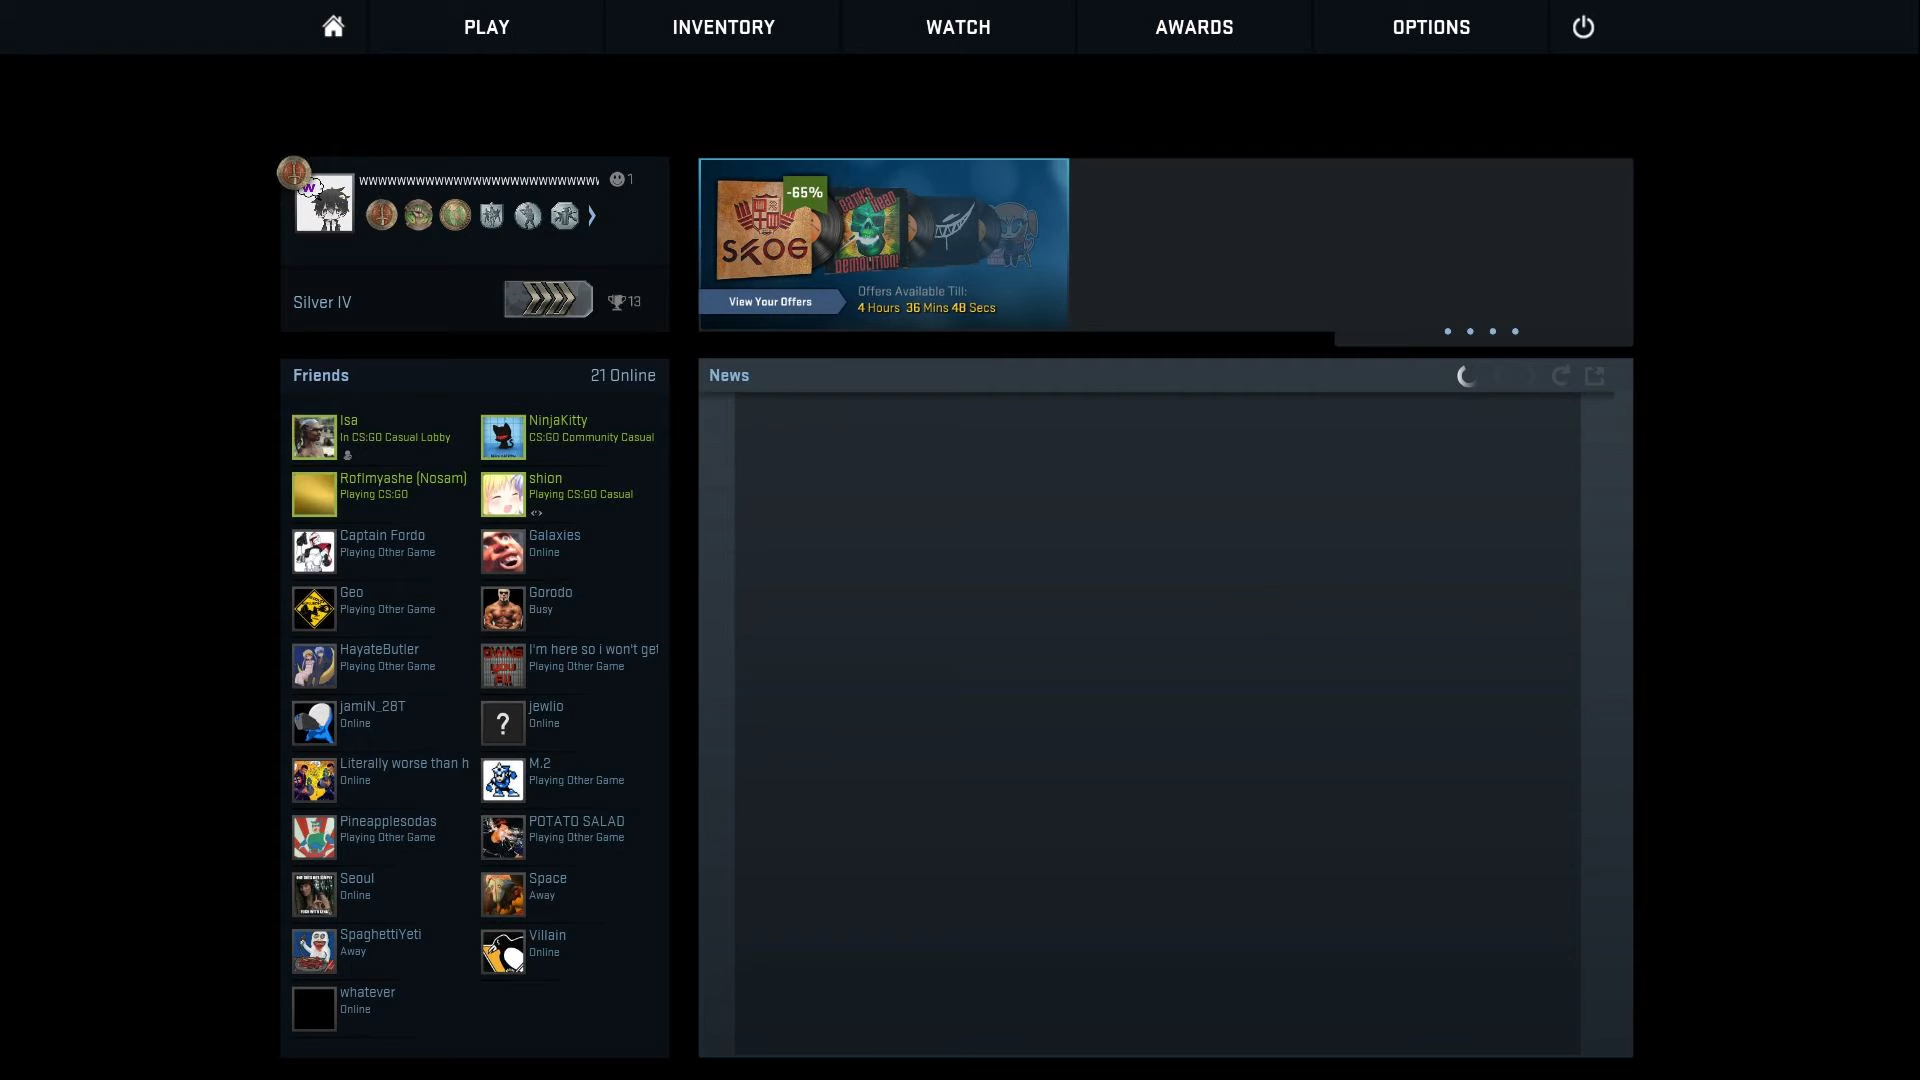 PLAY
INVENTORY
WATCH
AWARDS
OPTIONS
W
wwwwwwwwwwwwwwwwwwwwwwwwww
1
Silver IV
13
-65%
SKOG
DEATH'S HEAD
DEMOLITION!
View Your Offers
Offers Available Till:
4 Hours 36 Mins 48 Secs
Friends
21 Online
News
Isa
In CS:GO Casual Lobby
NinjaKitty
CS:GO Community Casual
Roflmyashe (Nosam)
Playing CS:GO
shion
Playing CS:GO Casual
Captain Fordo
Playing Other Game
Galaxies
Online
Geo
Playing Other Game
Gorodo
Busy
HayateButler
Playing Other Game
I'm here so i won't get
Playing Other Game
jamiN_28T
Online
?
jewlio
Online
Literally worse than h
Online
M.2
Playing Other Game
Pineapplesodas
Playing Other Game
POTATO SALAD
Playing Other Game
Seoul
Online
Space
Away
SpaghettiYeti
Away
Villain
Online
whatever
Online